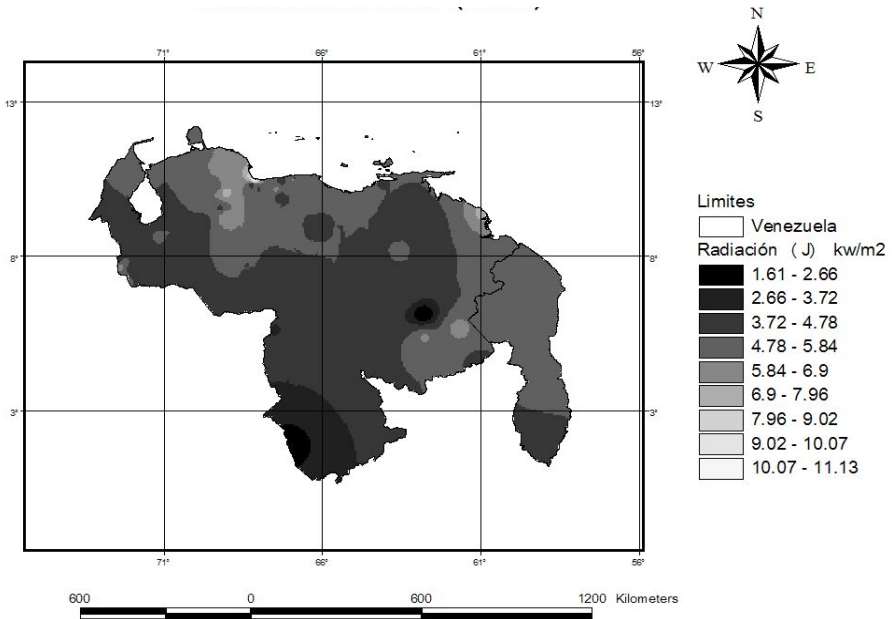 N
W E
S
71° 66° 61° 56°
13° 13°
8° 8°
3° 3°
71° 66° 61° 56°
Limites
Venezuela
Radiación ( J) kw/m2
1.61 - 2.66
2.66 - 3.72
3.72 - 4.78
4.78 - 5.84
5.84 - 6.9
6.9 - 7.96
7.96 - 9.02
9.02 - 10.07
10.07 - 11.13
600 0 600 1200 Kilometers